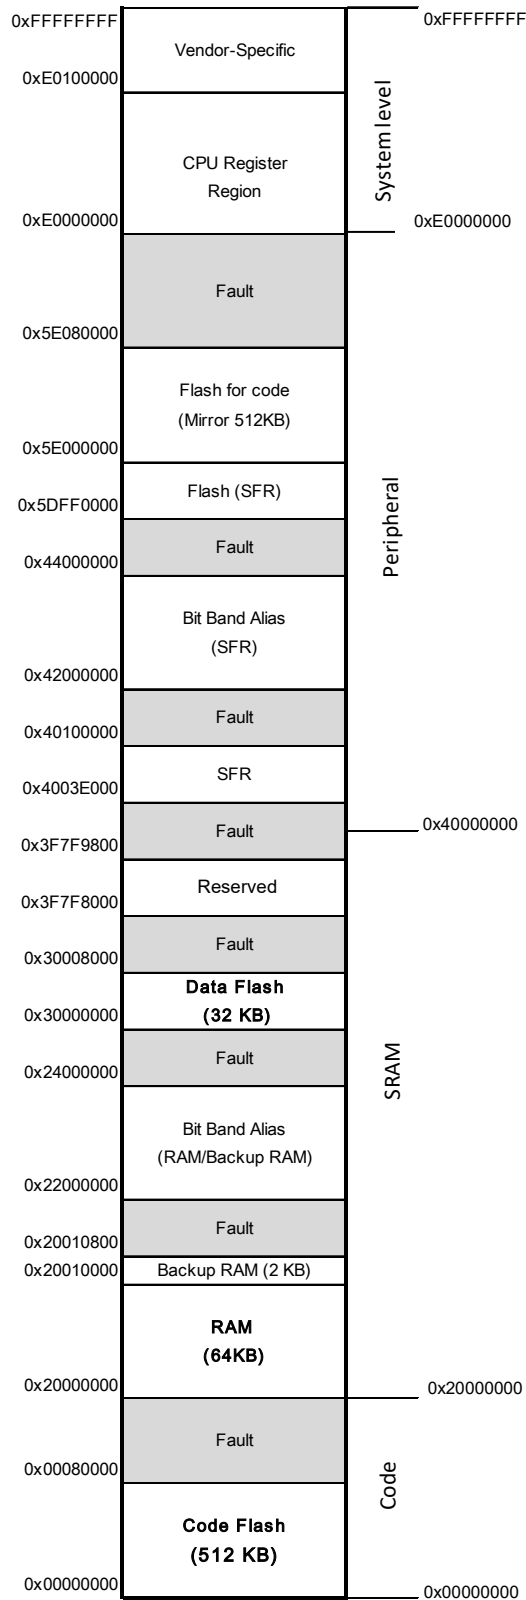 0xFFFFFFFF
0xFFFFFFFF
Vendor-Specific
0xE0100000
System level
CPU Register
Region
0xE0000000
0xE0000000
Fault
0x5E080000
Flash for code
(Mirror 512KB)
0x5E000000
Flash (SFR)
0x5DFF0000
Peripheral
Fault
0x44000000
Bit Band Alias
(SFR)
0x42000000
Fault
0x40100000
SFR
0x4003E000
Fault
0x40000000
0x3F7F9800
Reserved
0x3F7F8000
Fault
0x30008000
Data Flash
(32 KB)
0x30000000
Fault
0x24000000
SRAM
Bit Band Alias
(RAM/Backup RAM)
0x22000000
Fault
0x20010800
0x20010000
Backup RAM (2 KB)
RAM
(64KB)
0x20000000
0x20000000
Fault
0x00080000
Code
Code Flash
(512 KB)
0x00000000
0x00000000